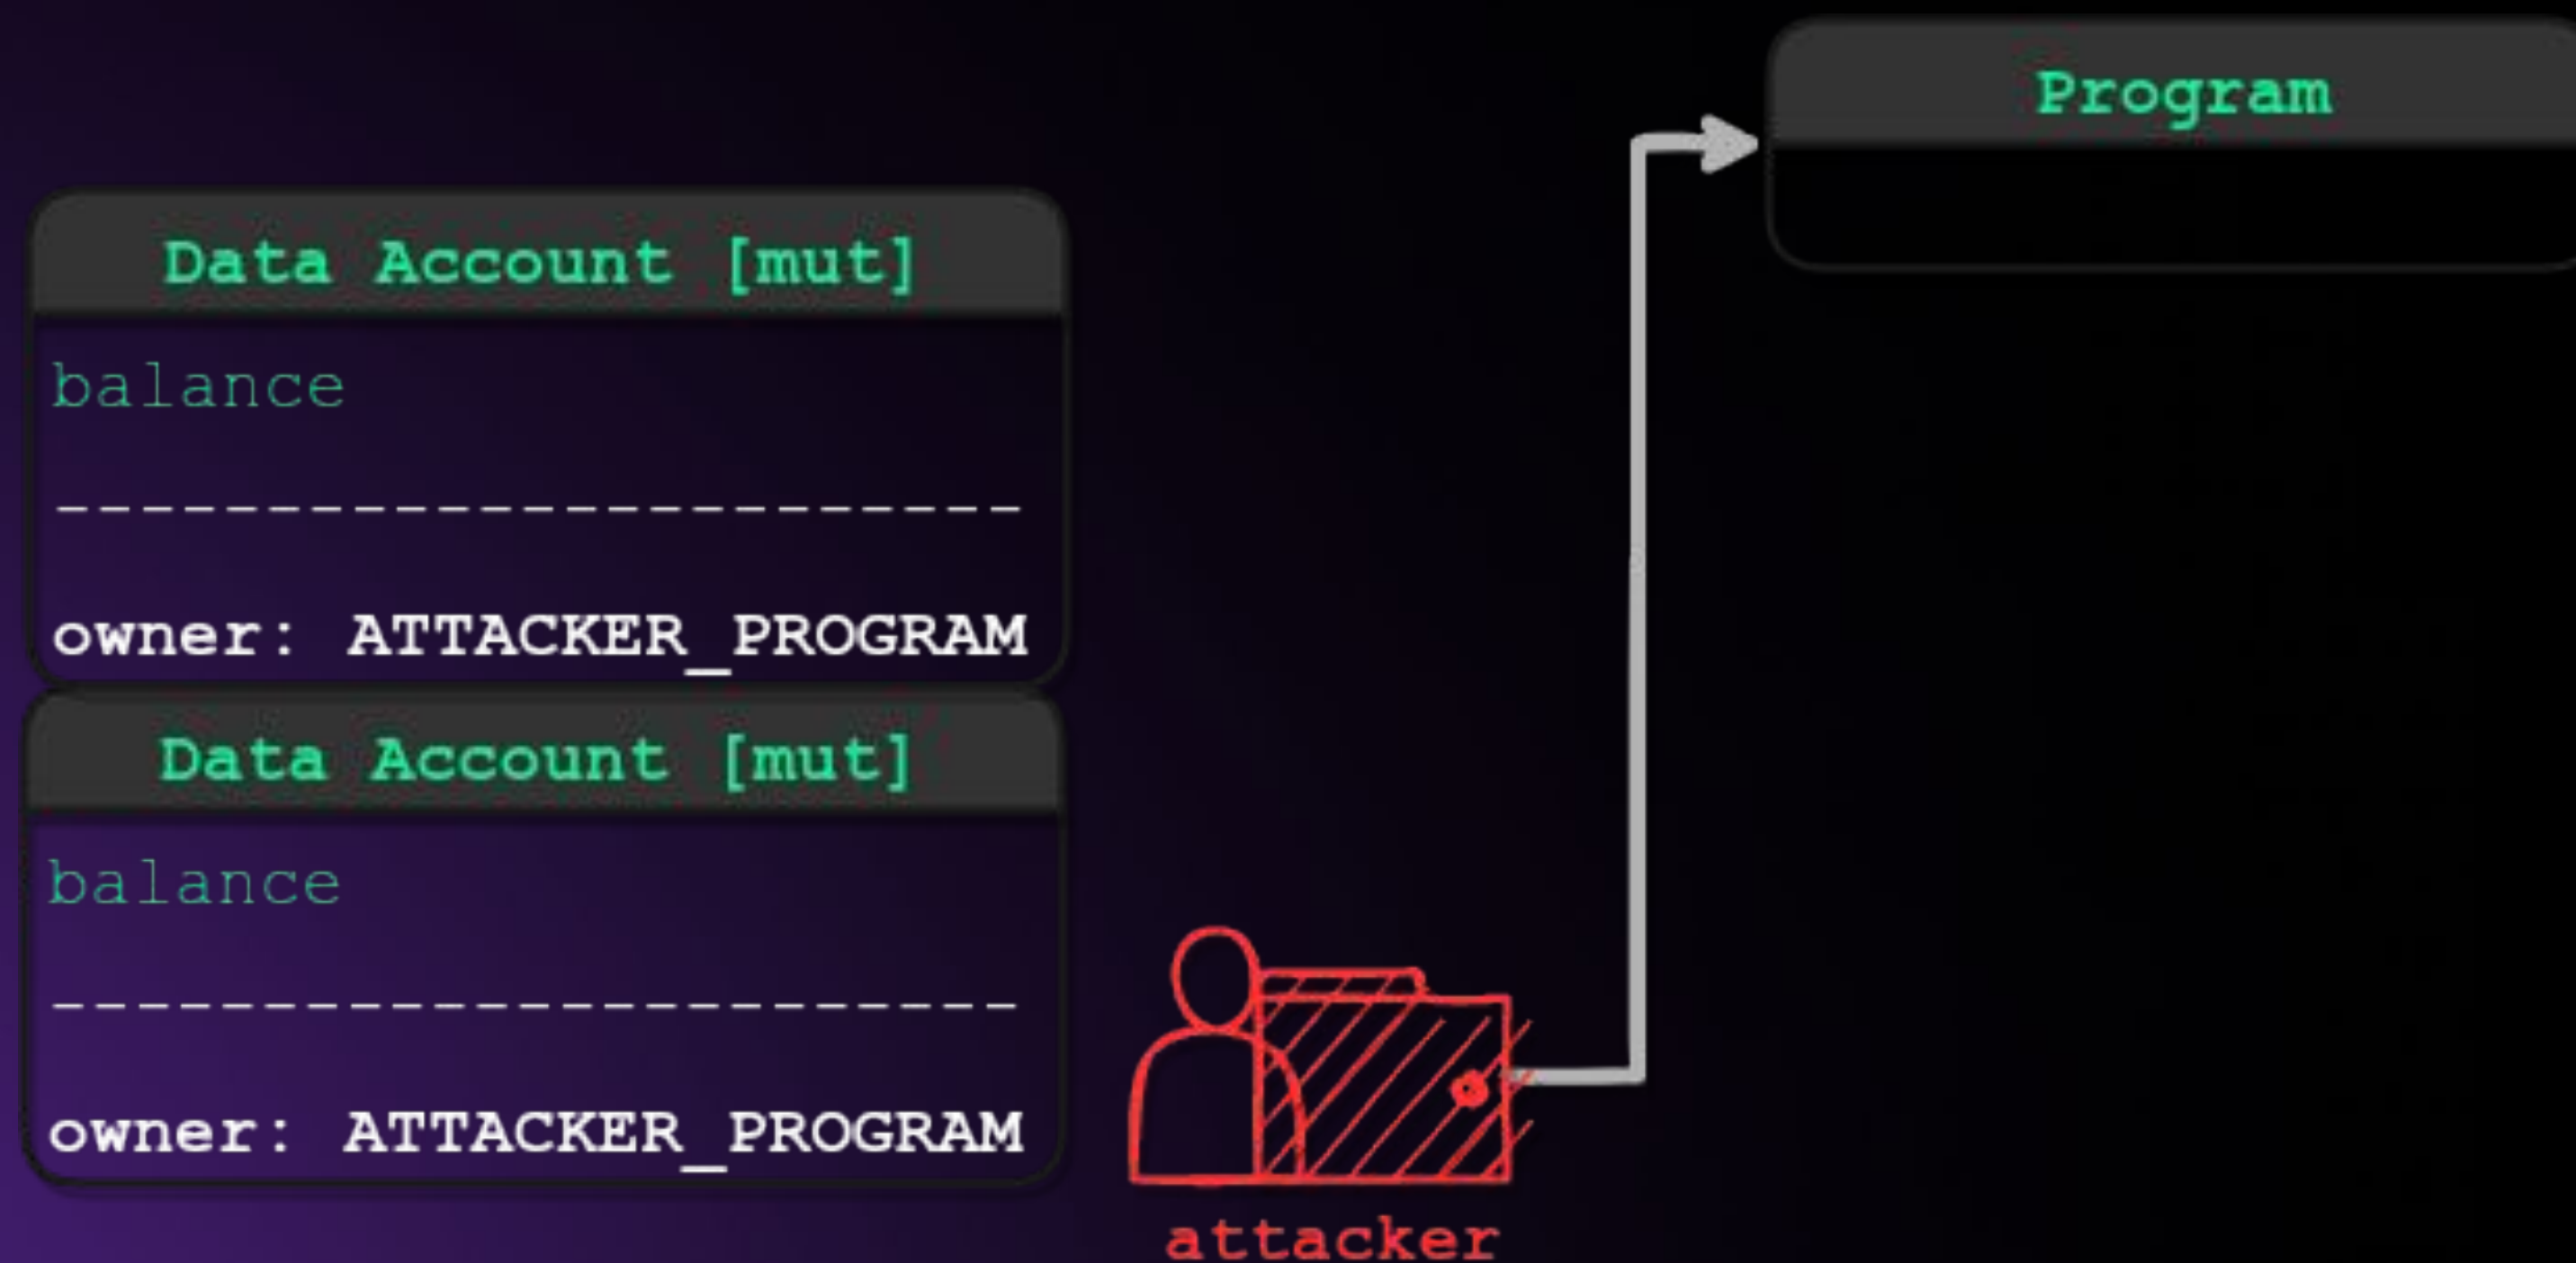 Program
Data Account [mut]
balance
-----------------------
owner: ATTACKER_PROGRAM
Data Account [mut]
balance
-----------------------
owner: ATTACKER_PROGRAM
attacker